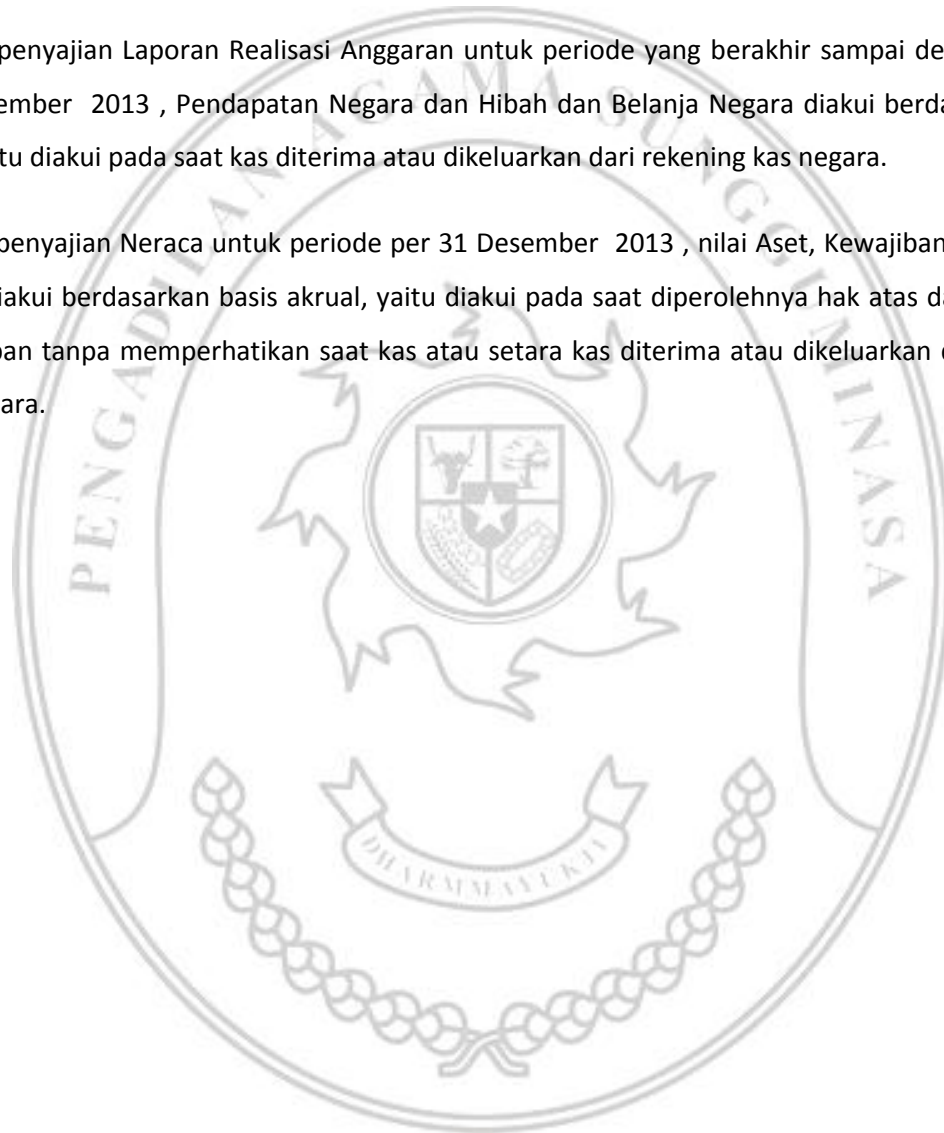 penyajian Laporan Realisasi Anggaran untuk periode yang berakhir sampai de
ember 2013 , Pendapatan Negara dan Hibah dan Belanja Negara diakui berda
tu diakui pada saat kas diterima atau dikeluarkan dari rekening kas negara.
penyajian Neraca untuk periode per 31 Desember 2013 , nilai Aset, Kewajiban
iakui berdasarkan basis akrual, yaitu diakui pada saat diperolehnya hak atas da
ban tanpa memperhatikan saat kas atau setara kas diterima atau dikeluarkan
ara.
PENGADILAN AGAMA SUNGGUMINASA
DHARMMAYUKTI